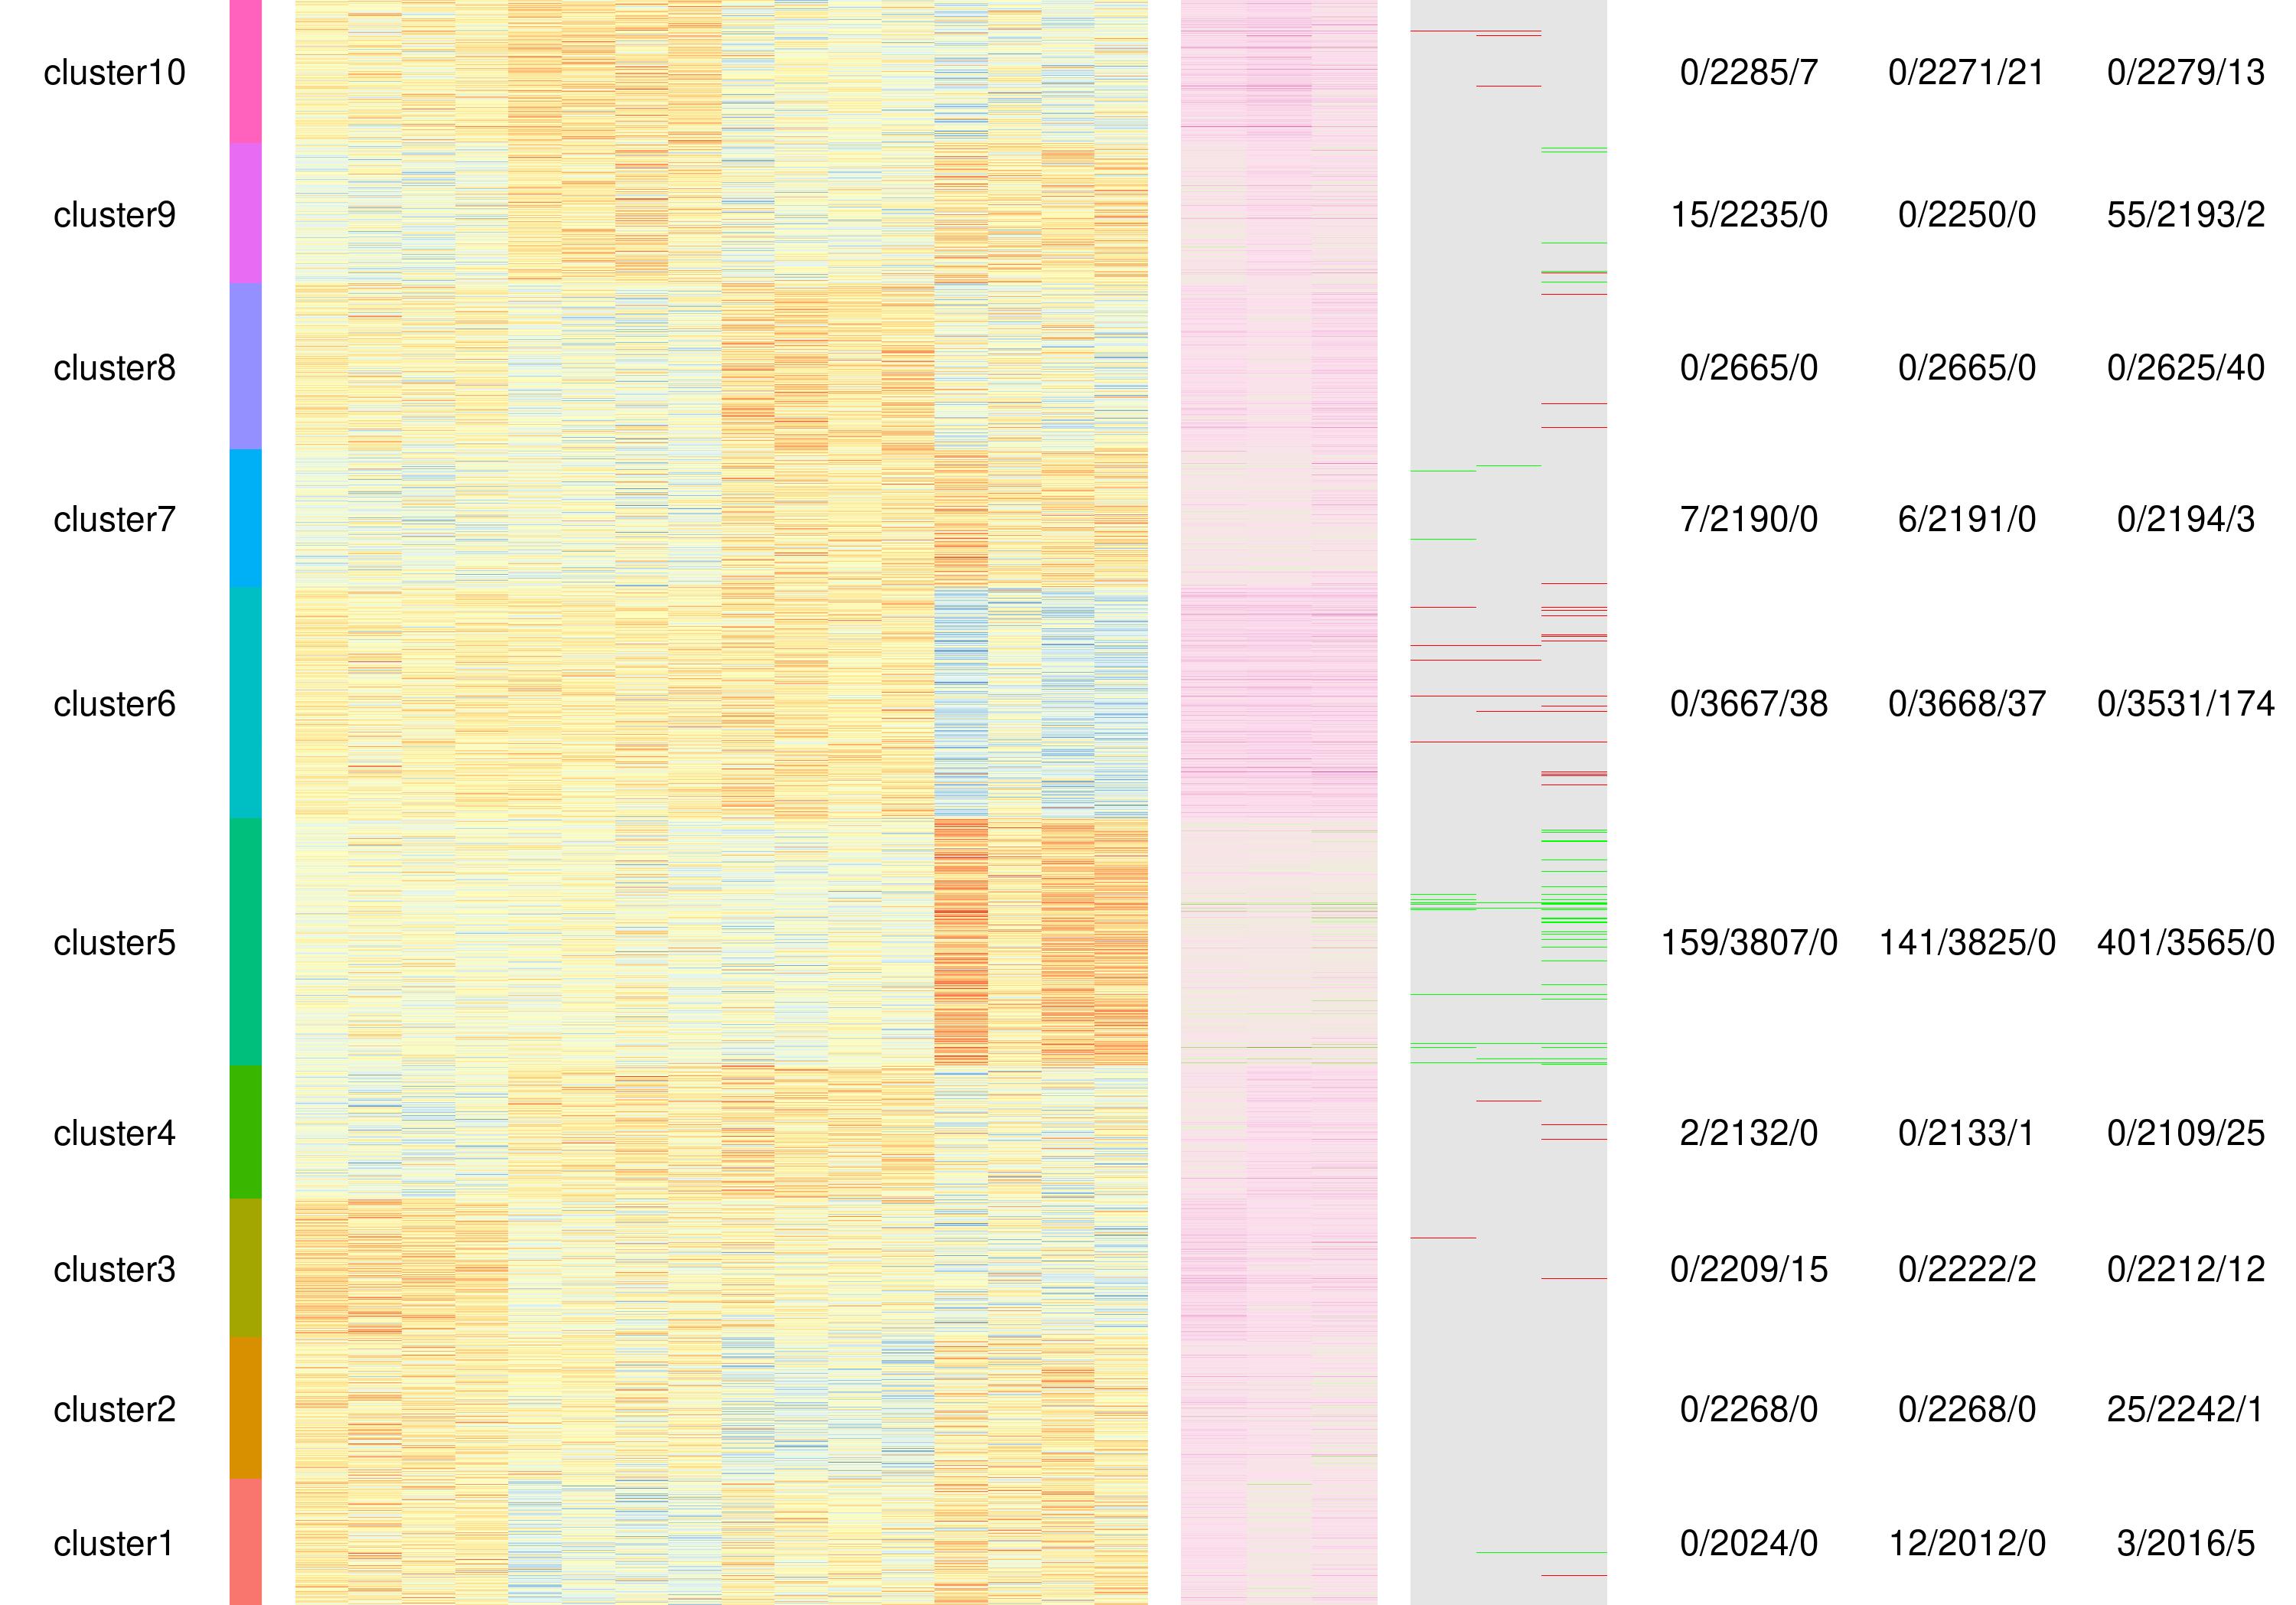 cluster10 0/2285/7 0/2271/21 0/2279/13
cluster9 15/2235/0 0/2250/0 55/2193/2
cluster8 0/2665/0 0/2665/0 0/2625/40
cluster7 7/2190/0 6/2191/0 0/2194/3
cluster6 0/3667/38 0/3668/37 0/3531/174
cluster5 159/3807/0 141/3825/0 401/3565/0
cluster4 2/2132/0 0/2133/1 0/2109/25
cluster3 0/2209/15 0/2222/2 0/2212/12
cluster2 0/2268/0 0/2268/0 25/2242/1
cluster1 0/2024/0 12/2012/0 3/2016/5